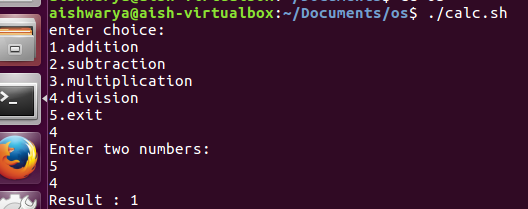 aishwarya@aish-virtualbox:~/Documents/os$ ./calc.sh
enter choice:
1.addition
2.subtraction
3.multiplication
4.division
5.exit
4
Enter two numbers:
5
4
Result : 1